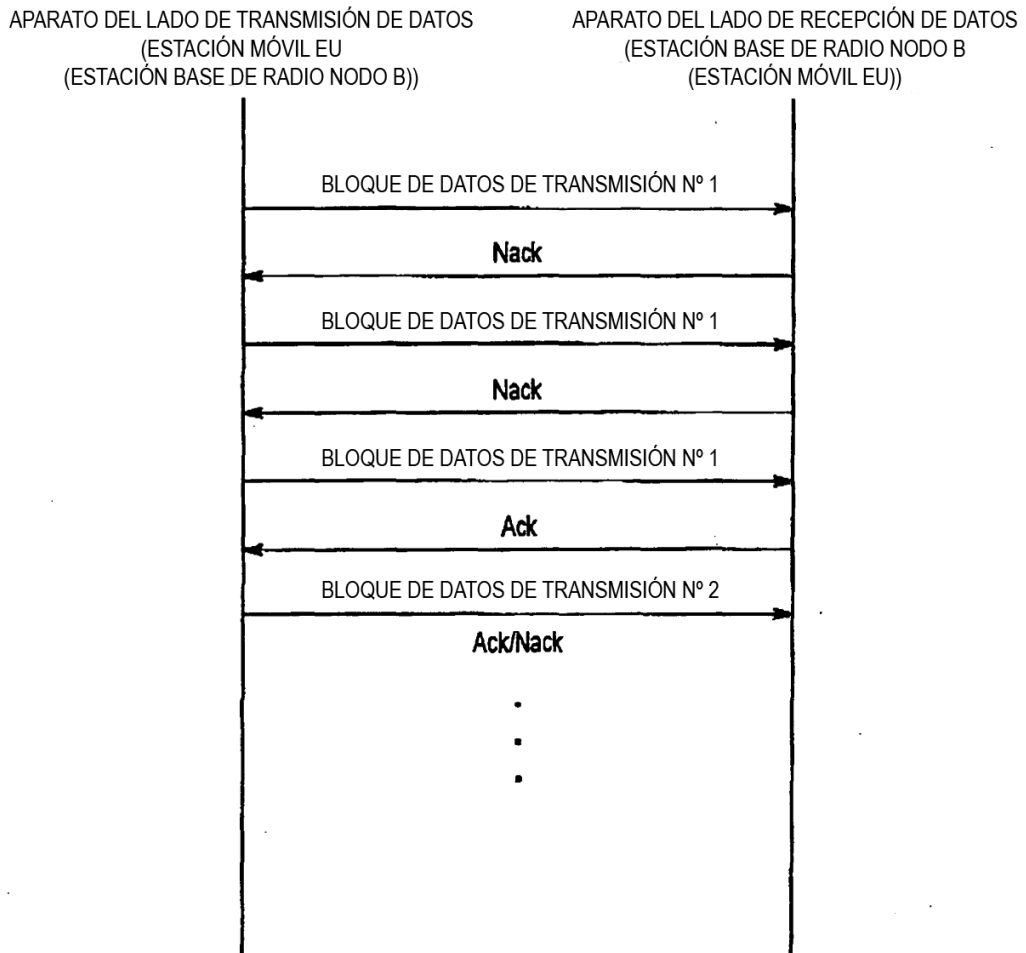 APARATO DEL LADO DE TRANSMISIÓN DE DATOS
(ESTACIÓN MÓVIL EU
(ESTACIÓN BASE DE RADIO NODO B))
APARATO DEL LADO DE RECEPCIÓN DE DATOS
(ESTACIÓN BASE DE RADIO NODO B
(ESTACIÓN MÓVIL EU))
BLOQUE DE DATOS DE TRANSMISIÓN Nº 1
Nack
BLOQUE DE DATOS DE TRANSMISIÓN Nº 1
Nack
BLOQUE DE DATOS DE TRANSMISIÓN Nº 1
Ack
BLOQUE DE DATOS DE TRANSMISIÓN Nº 2
Ack/Nack